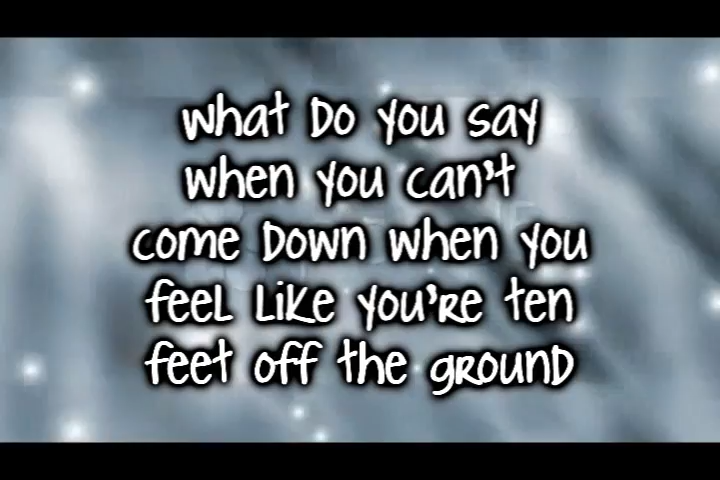 what do you say
when you can't
come down when you
feel like you're ten
feet off the ground